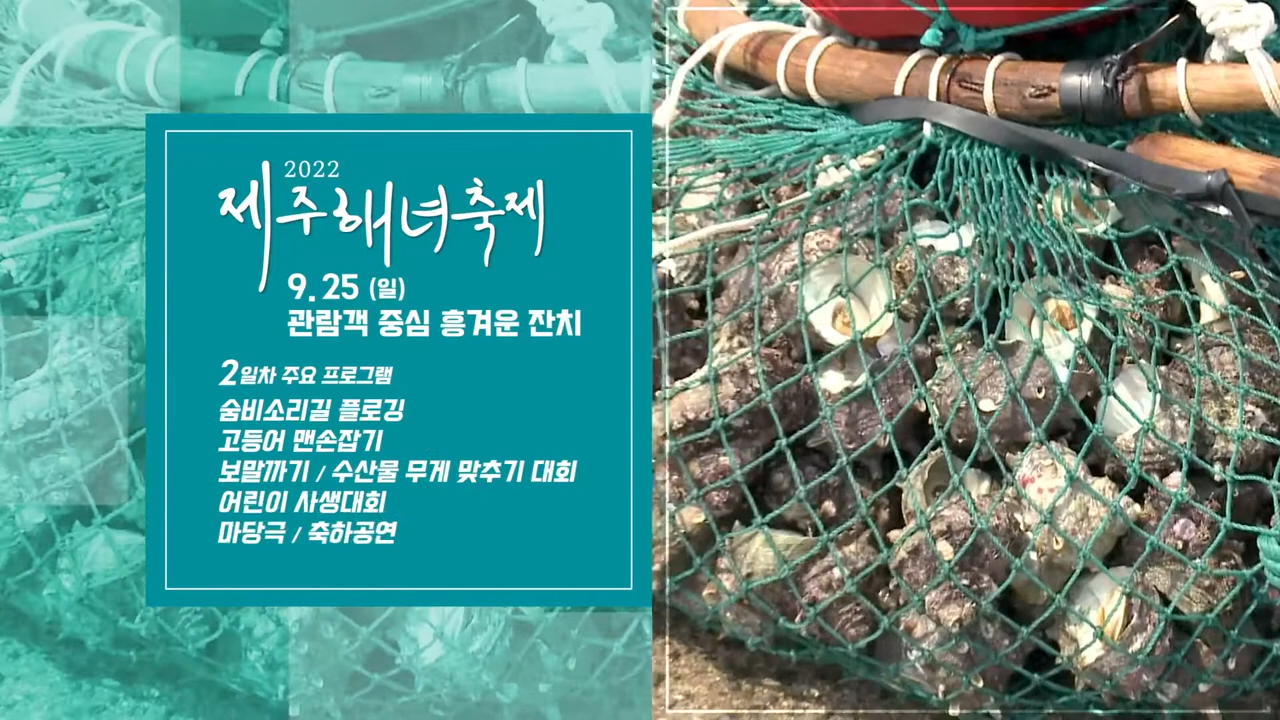 2022
제주해녀축제
9. 25 (일)
관람객 중심 흥겨운 잔치
2일차 주요 프로그램
숨비소리길 플로깅
고등어 맨손잡기
보말까기 / 수산물 무게 맞추기 대회
어린이 사생대회
마당극 / 축하공연